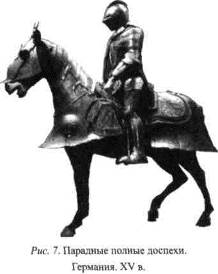 Рис. 7. Парадные полные доспехи.
Германия. XV в.